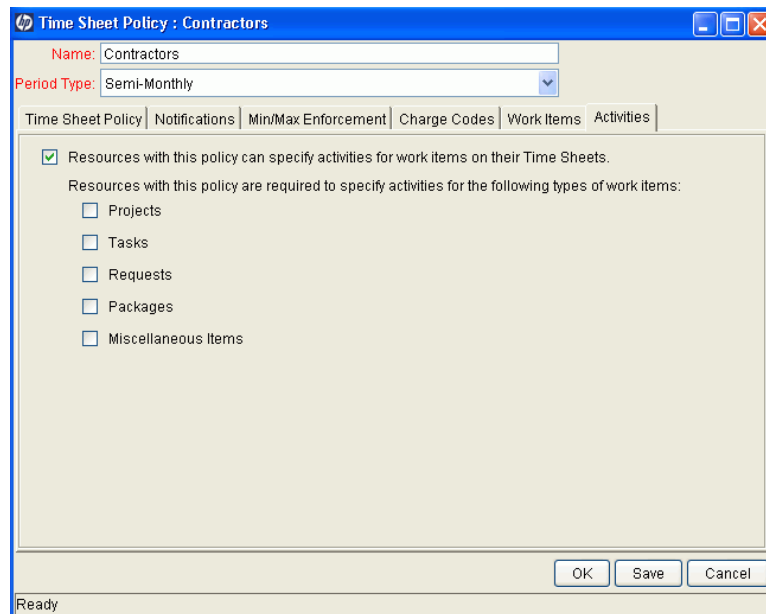 hp Time Sheet Policy : Contractors
Name: Contractors
Period Type: Semi-Monthly
Time Sheet Policy Notifications Min/Max Enforcement Charge Codes Work Items Activities
Resources with this policy can specify activities for work items on their Time Sheets.
Resources with this policy are required to specify activities for the following types of work items:
Projects
Tasks
Requests
Packages
Miscellaneous Items
OK Save Cancel
Ready